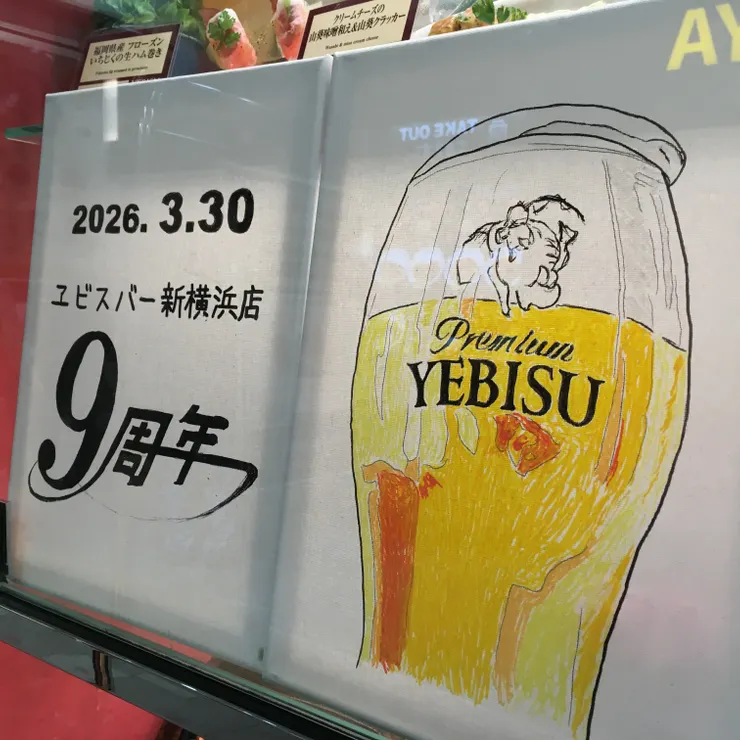 福岡県産 フローズン
いちじくの生ハム巻き
クリームチーズの
山葵味噌和え&山葵クラッカー
AY
TAKE OUT
2026. 3.30
ヱビスバー新横浜店
9周年
Premium
YEBISU